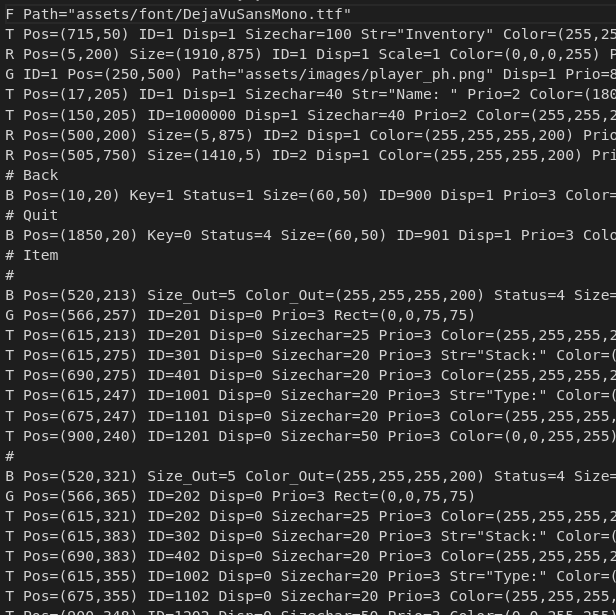 F Path="assets/font/DejaVuSansMono.ttf"
T Pos=(715,50) ID=1 Disp=1 Sizechar=100 Str="Inventory" Color=(255,25
R Pos=(5,200) Size=(1910,875) ID=1 Disp=1 Scale=1 Color=(0,0,0,255) P
G ID=1 Pos=(250,500) Path="assets/images/player_ph.png" Disp=1 Prio=8
T Pos=(17,205) ID=1 Disp=1 Sizechar=40 Str="Name: " Prio=2 Color=(180
T Pos=(150,205) ID=1000000 Disp=1 Sizechar=40 Prio=2 Color=(255,255,2
R Pos=(500,200) Size=(5,875) ID=2 Disp=1 Color=(255,255,255,200) Prio
R Pos=(505,750) Size=(1410,5) ID=2 Disp=1 Color=(255,255,255,200) Pri
# Back
B Pos=(10,20) Key=1 Status=1 Size=(60,50) ID=900 Disp=1 Prio=3 Color=
# Quit
B Pos=(1850,20) Key=0 Status=4 Size=(60,50) ID=901 Disp=1 Prio=3 Colo
# Item
#
B Pos=(520,213) Size_Out=5 Color_Out=(255,255,255,200) Status=4 Size=
G Pos=(566,257) ID=201 Disp=0 Prio=3 Rect=(0,0,75,75)
T Pos=(615,213) ID=201 Disp=0 Sizechar=25 Prio=3 Color=(255,255,255,2
T Pos=(615,275) ID=301 Disp=0 Sizechar=20 Prio=3 Str="Stack:" Color=(
T Pos=(690,275) ID=401 Disp=0 Sizechar=20 Prio=3 Color=(255,255,255,2
T Pos=(615,247) ID=1001 Disp=0 Sizechar=20 Prio=3 Str="Type:" Color=(
T Pos=(675,247) ID=1101 Disp=0 Sizechar=20 Prio=3 Color=(255,255,255,
T Pos=(900,240) ID=1201 Disp=0 Sizechar=50 Prio=3 Color=(0,0,255,255)
#
B Pos=(520,321) Size_Out=5 Color_Out=(255,255,255,200) Status=4 Size=
G Pos=(566,365) ID=202 Disp=0 Prio=3 Rect=(0,0,75,75)
T Pos=(615,321) ID=202 Disp=0 Sizechar=25 Prio=3 Color=(255,255,255,2
T Pos=(615,383) ID=302 Disp=0 Sizechar=20 Prio=3 Str="Stack:" Color=(
T Pos=(690,383) ID=402 Disp=0 Sizechar=20 Prio=3 Color=(255,255,255,2
T Pos=(615,355) ID=1002 Disp=0 Sizechar=20 Prio=3 Str="Type:" Color=(
T Pos=(675,355) ID=1102 Disp=0 Sizechar=20 Prio=3 Color=(255,255,255,